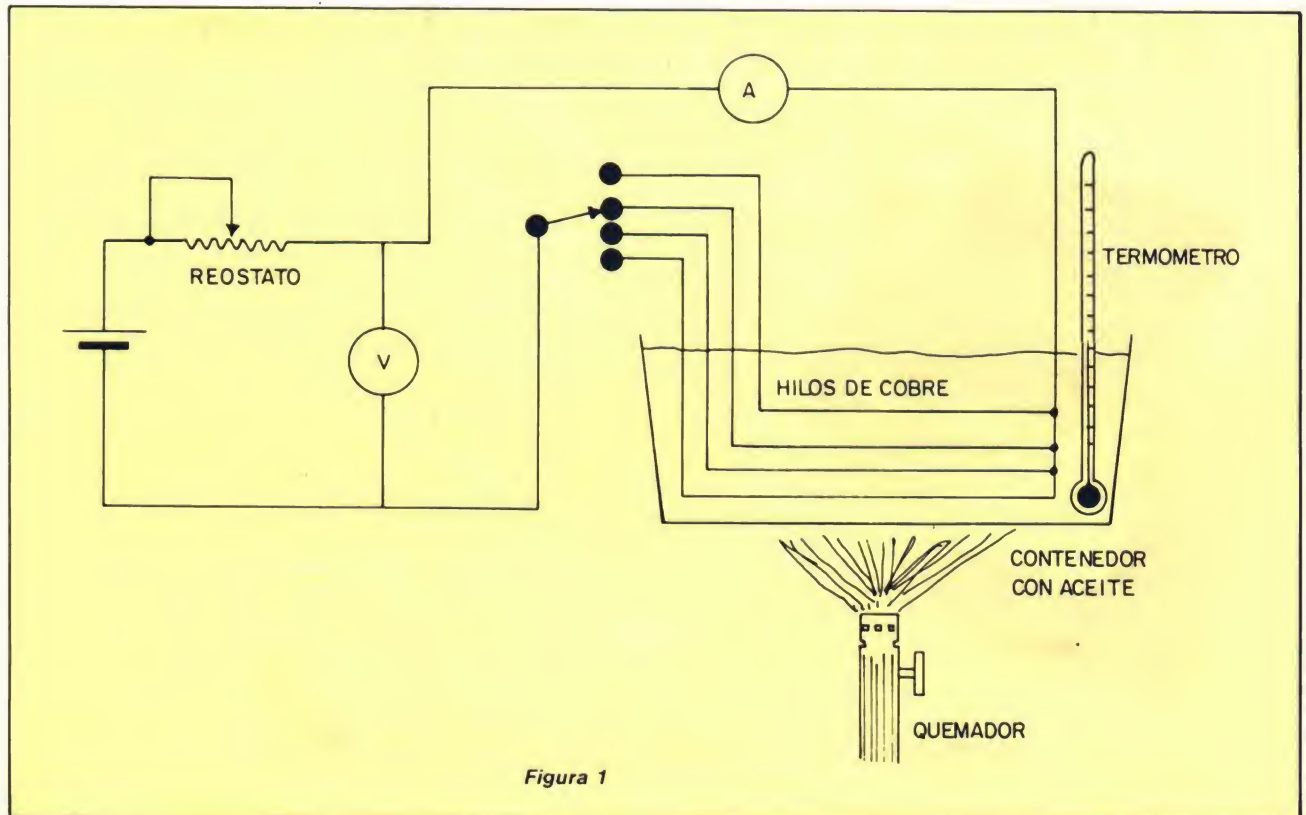 A
REOSTATO
V
TERMOMETRO
HILOS DE COBRE
CONTENEDOR
CON ACEITE
QUEMADOR
Figura 1